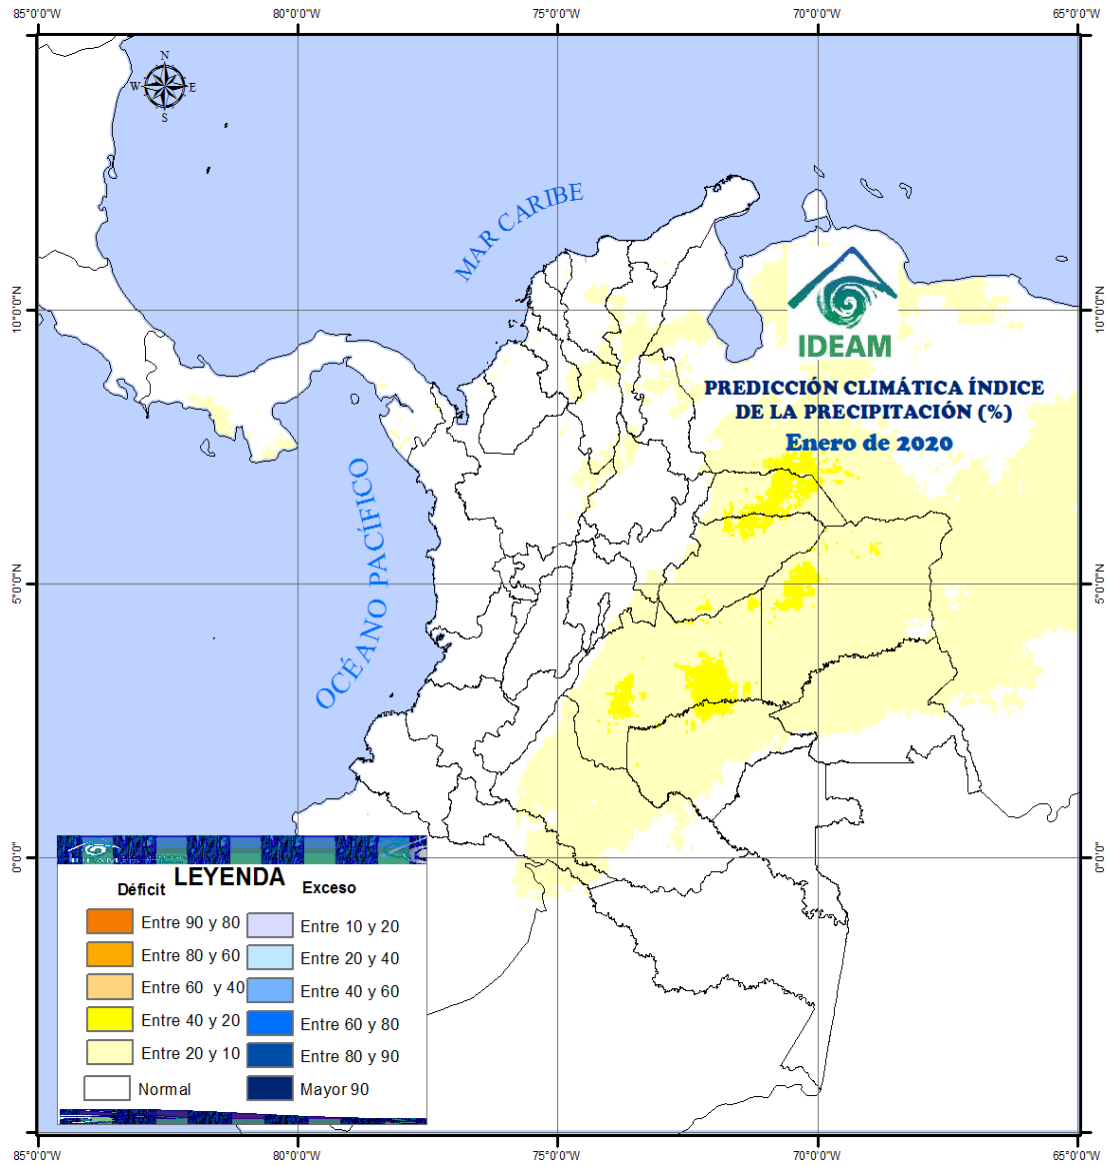 85°0'0"W 80°0'0"W 75°0'0"W 70°0'0"W 65°0'0"W
N
W E
S
MAR CARIBE
10°0'0"N 10°0'0"N
IDEAM
PREDICCIÓN CLIMÁTICA ÍNDICE
DE LA PRECIPITACIÓN (%)
Enero de 2020
OCÉANO PACÍFICO
5°0'0"N 5°0'0"N
0°0'0" 0°0'0"
IDEAM
LEYENDA
Déficit Exceso
Entre 90 y 80 Entre 10 y 20
Entre 80 y 60 Entre 20 y 40
Entre 60 y 40 Entre 40 y 60
Entre 40 y 20 Entre 60 y 80
Entre 20 y 10 Entre 80 y 90
Normal Mayor 90
85°0'0"W 80°0'0"W 75°0'0"W 70°0'0"W 65°0'0"W